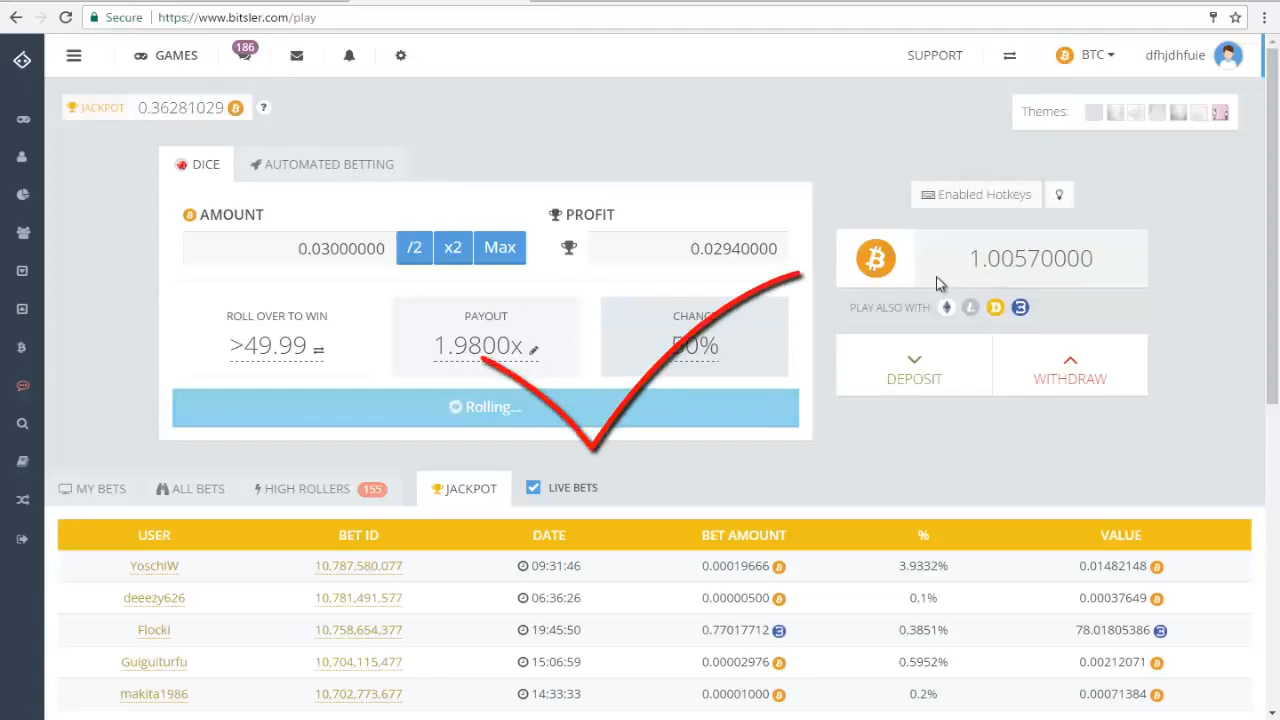 Secure https://www.bitsler.com/play
GAMES 186 SUPPORT BTC dfhjdhfuie
JACKPOT 0.36281029 ? Themes:
DICE AUTOMATED BETTING
Enabled Hotkeys
AMOUNT PROFIT
0.03000000 /2 x2 Max 0.02940000
1.00570000
PLAY ALSO WITH:
ROLL OVER TO WIN PAYOUT CHANCE
>49.99 1.9800x 50%
DEPOSIT WITHDRAW
Rolling...
MY BETS ALL BETS HIGH ROLLERS 155 JACKPOT LIVE BETS
USER BET ID DATE BET AMOUNT % VALUE
YoschiW 10,787,580,077 09:31:46 0.00019666 3.9332% 0.01482148
deeezy626 10,781,491,577 06:36:26 0.00000500 0.1% 0.00037649
Flocki 10,758,654,377 19:45:50 0.77017712 0.3851% 78.01805386
Guiguiturfu 10,704,115,477 15:06:59 0.00002976 0.5952% 0.00212071
makita1986 10,702,773,677 14:33:33 0.00001000 0.2% 0.00071384